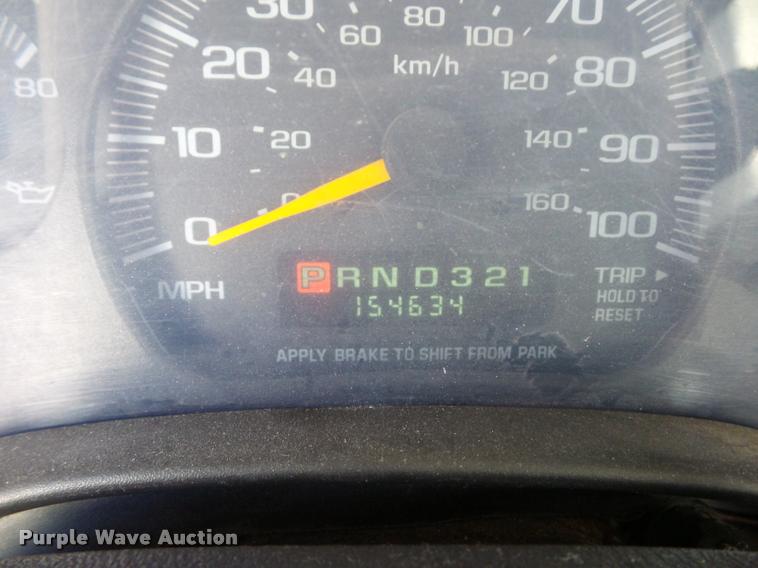 30 80 70
60 100
20 40 km/h 120 80
80
10 20 140 90
0 0 160 100
PRND321
MPH 154634 TRIP ▸
HOLD TO
RESET
APPLY BRAKE TO SHIFT FROM PARK
Purple Wave Auction